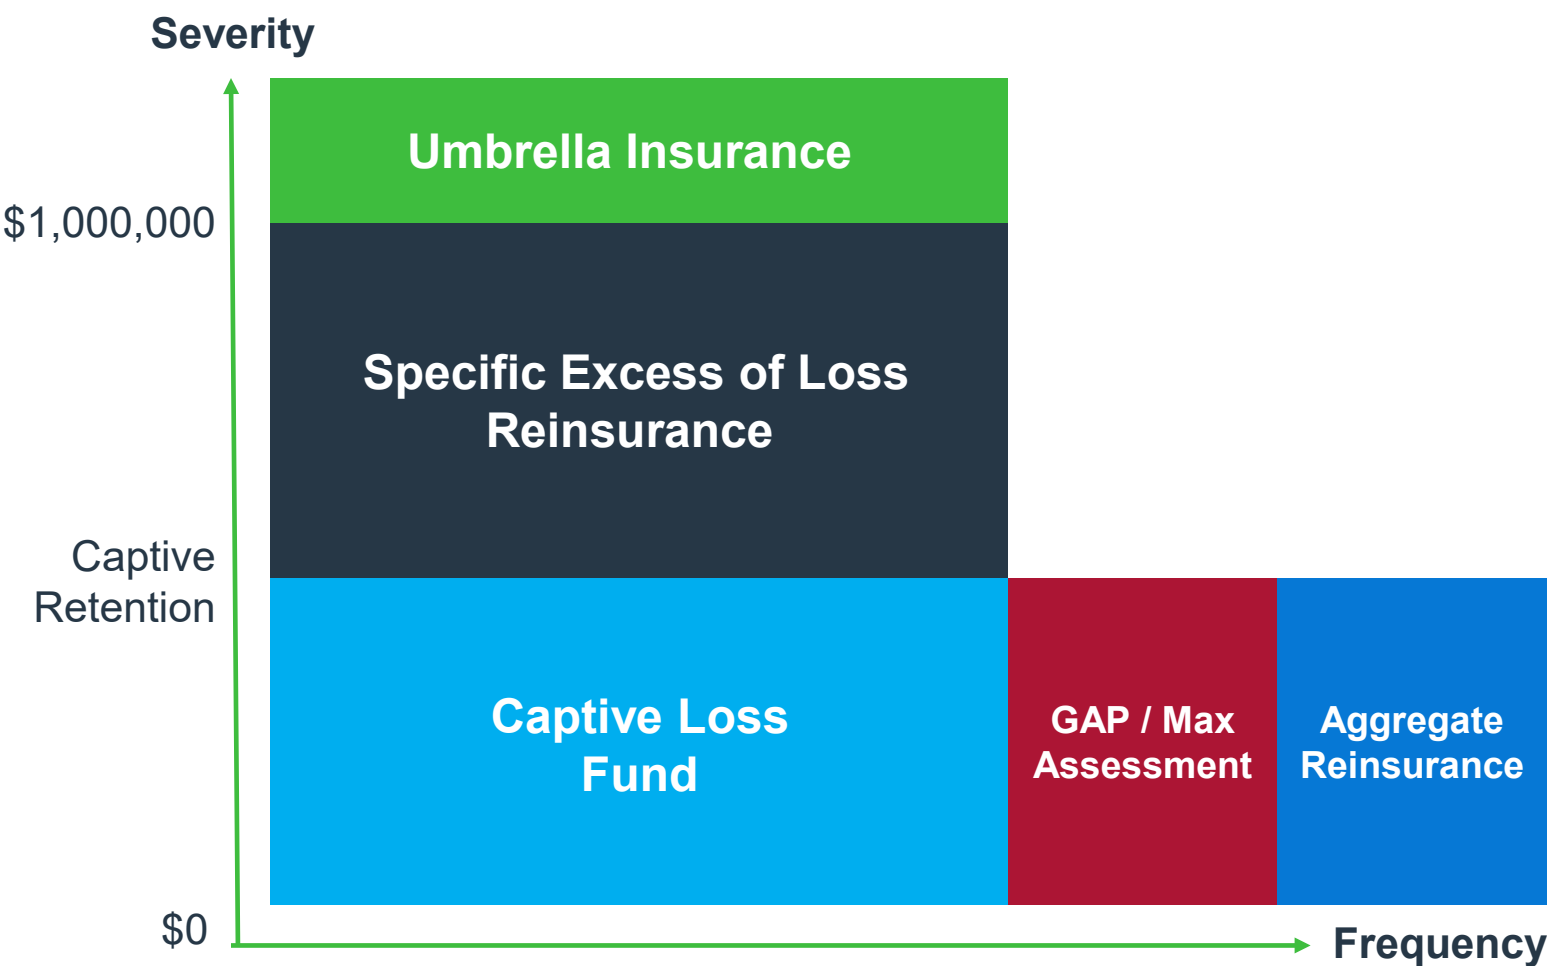 Severity
Umbrella Insurance
$1,000,000
Specific Excess of Loss
Reinsurance
Captive
Retention
Captive Loss
Fund
GAP / Max
Assessment
Aggregate
Reinsurance
$0
Frequency